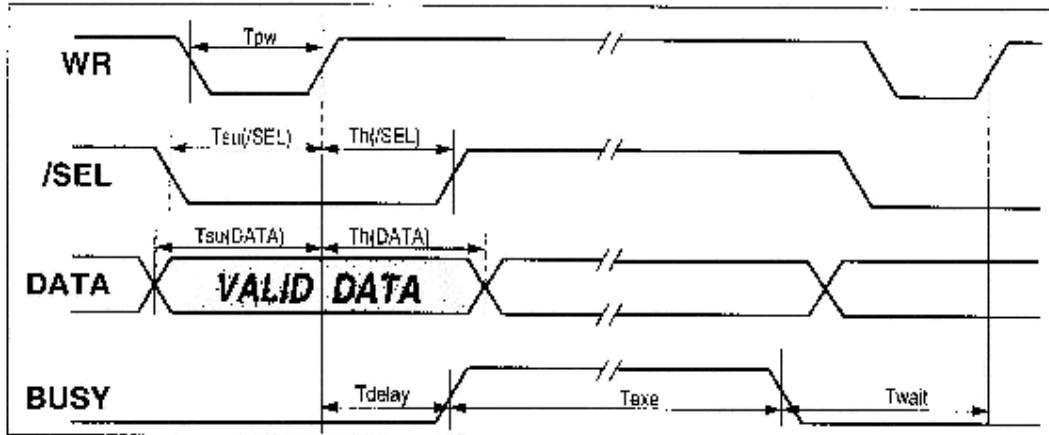 Tpw
WR
Tsu(/SEL) Th(/SEL)
/SEL
Tsu(DATA) Th(DATA)
DATA VALID DATA
BUSY Tdelay Texe Twait